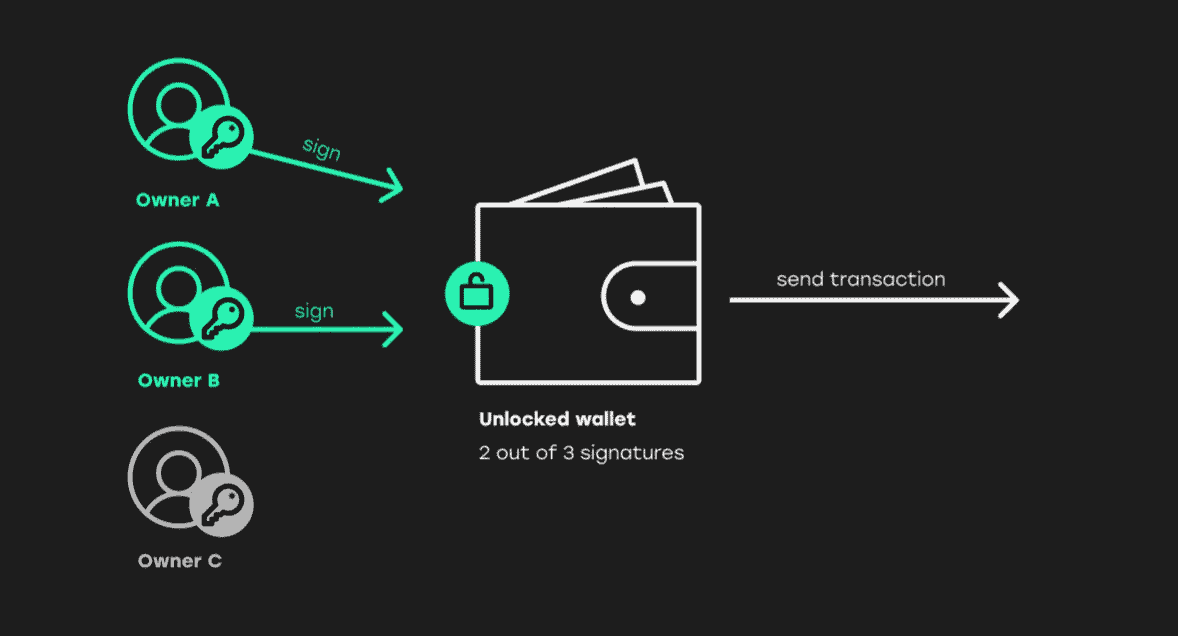 sign
Owner A
sign
Owner B
Owner C
Unlocked wallet
2 out of 3 signatures
send transaction